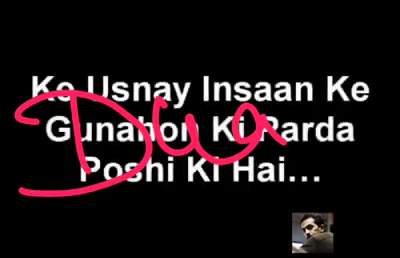 Ke Usnay Insaan Ke
Gunahon Ki Parda
Poshi Ki Hai...
Dua